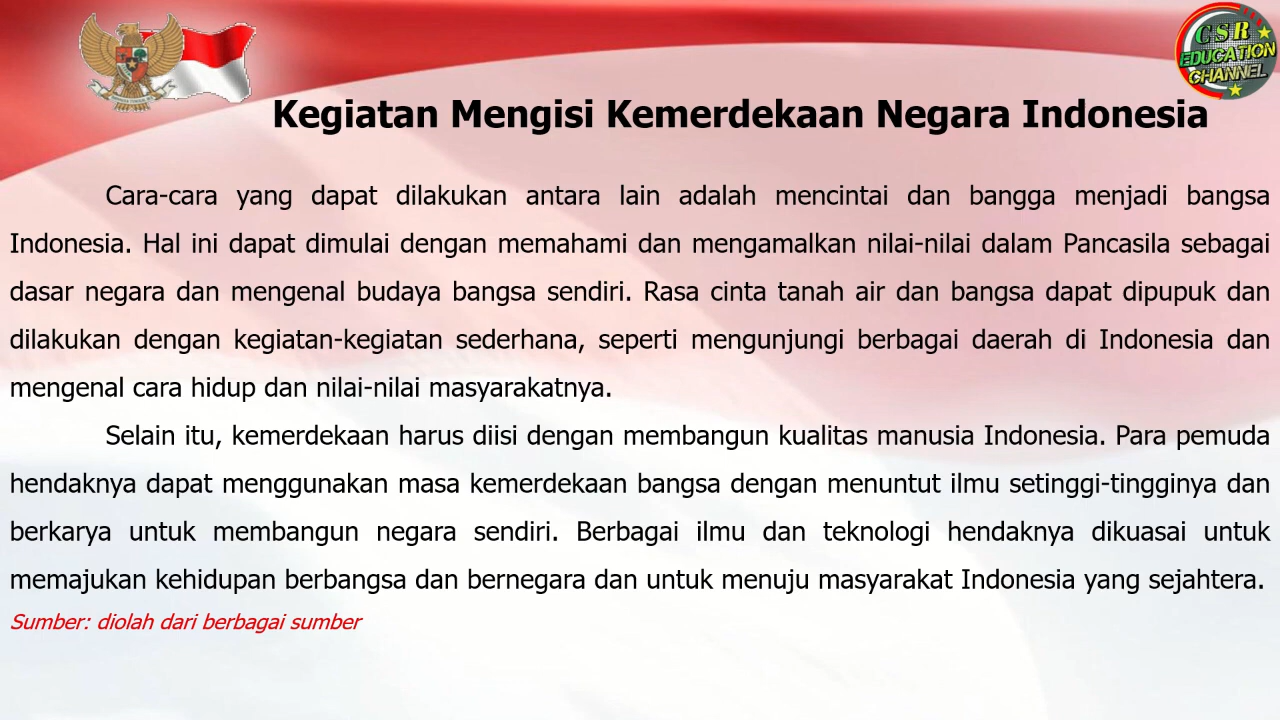 CSR
EDUCATION
CHANNEL
Kegiatan Mengisi Kemerdekaan Negara Indonesia
Cara-cara yang dapat dilakukan antara lain adalah mencintai dan bangga menjadi bangsa
Indonesia. Hal ini dapat dimulai dengan memahami dan mengamalkan nilai-nilai dalam Pancasila sebagai
dasar negara dan mengenal budaya bangsa sendiri. Rasa cinta tanah air dan bangsa dapat dipupuk dan
dilakukan dengan kegiatan-kegiatan sederhana, seperti mengunjungi berbagai daerah di Indonesia dan
mengenal cara hidup dan nilai-nilai masyarakatnya.
Selain itu, kemerdekaan harus diisi dengan membangun kualitas manusia Indonesia. Para pemuda
hendaknya dapat menggunakan masa kemerdekaan bangsa dengan menuntut ilmu setinggi-tingginya dan
berkarya untuk membangun negara sendiri. Berbagai ilmu dan teknologi hendaknya dikuasai untuk
memajukan kehidupan berbangsa dan bernegara dan untuk menuju masyarakat Indonesia yang sejahtera.
Sumber: diolah dari berbagai sumber